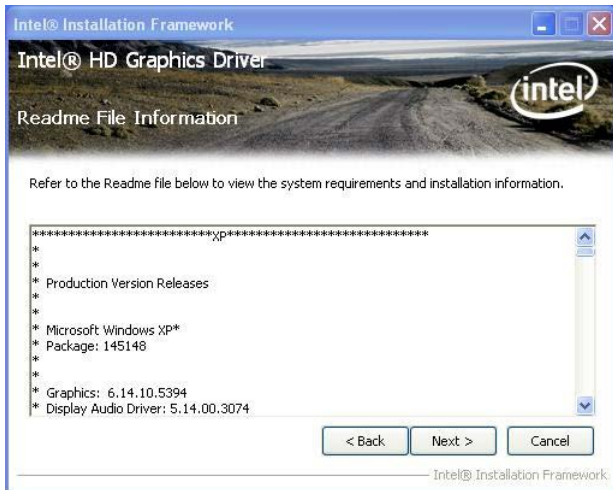 Intel® Installation Framework
Intel® HD Graphics Driver
intel
Readme File Information
Refer to the Readme file below to view the system requirements and installation information.
*************************XP****************************
*
*
* Production Version Releases
*
*
* Microsoft Windows XP*
* Package: 145148
*
*
* Graphics: 6.14.10.5394
* Display Audio Driver: 5.14.00.3074
< Back
Next >
Cancel
Intel® Installation Framework